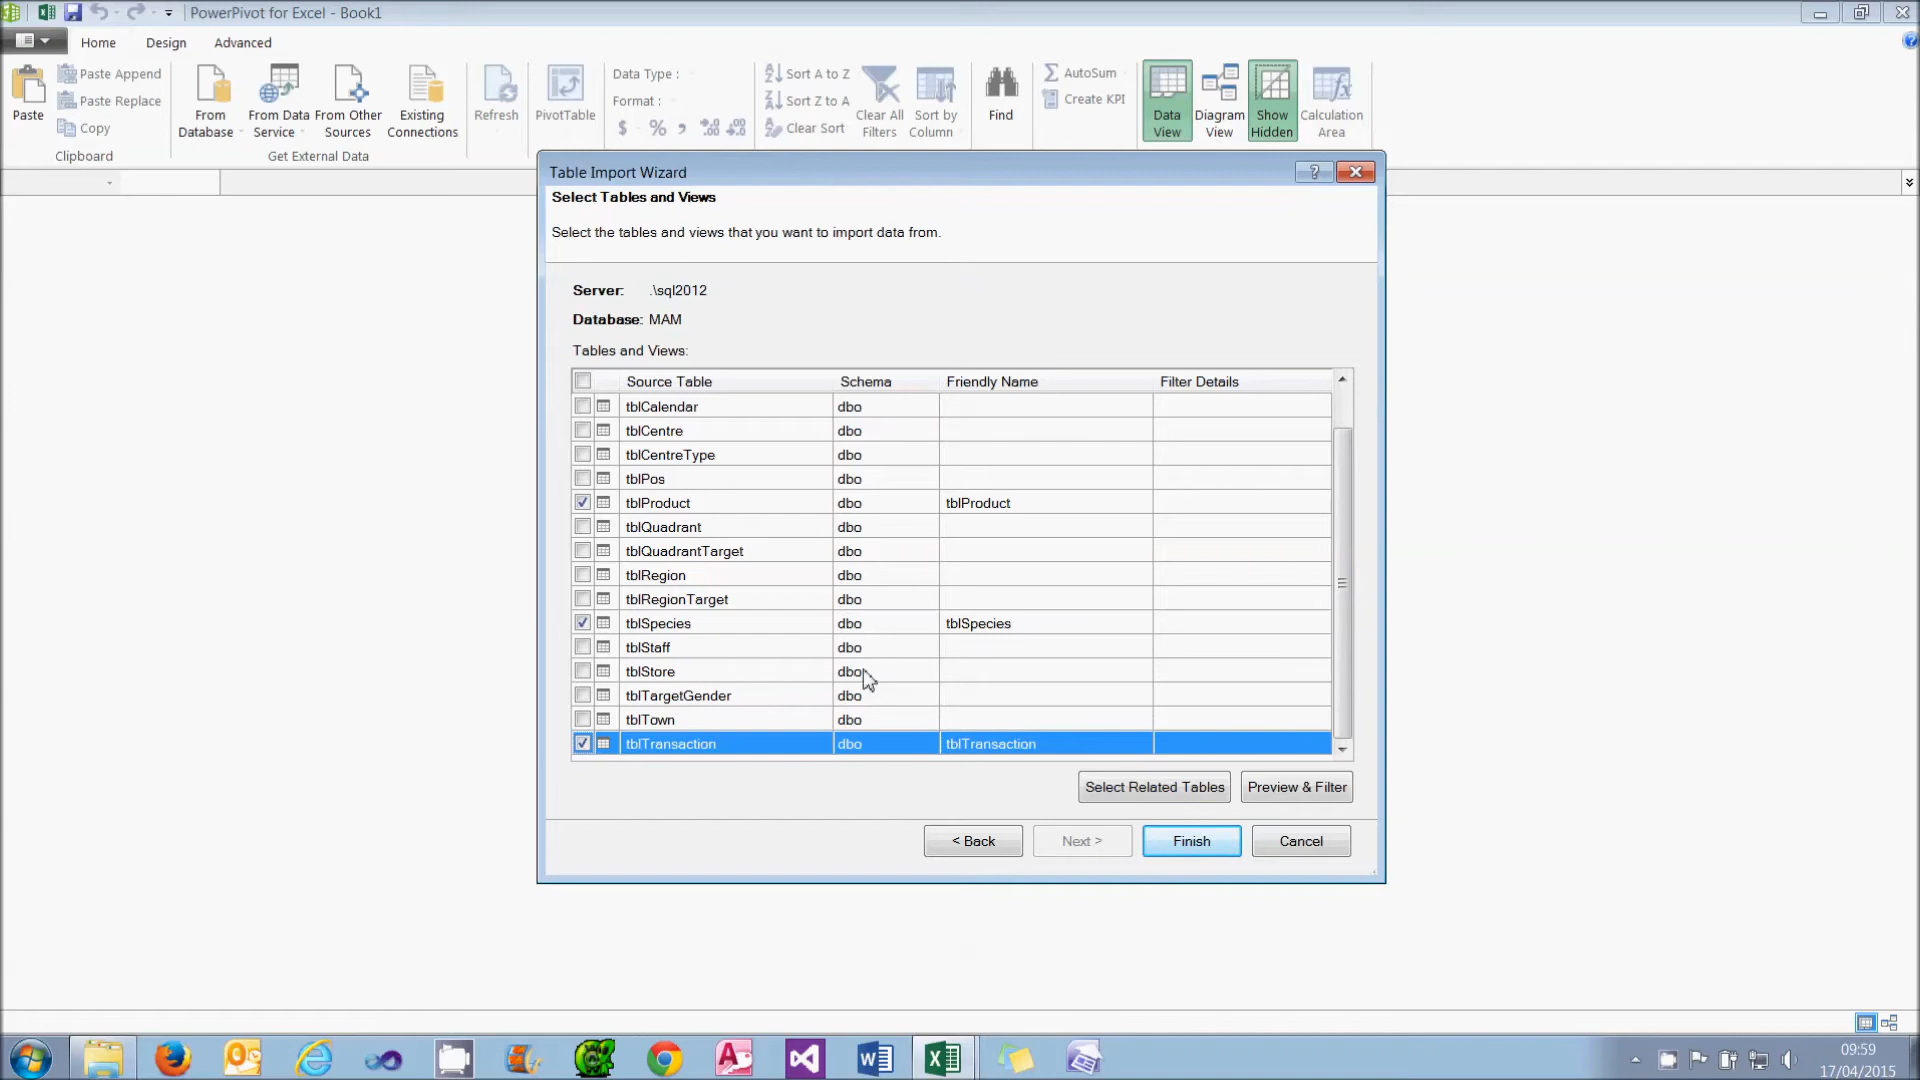 PowerPivot for Excel - Book1
Home Design Advanced
Paste
Paste Append
Paste Replace
Copy
Clipboard
From Database
From Data Service
From Other Sources
Existing Connections
Get External Data
Refresh
PivotTable
Data Type :
Format :
$ % ,
Sort A to Z
Sort Z to A
Clear Sort
Clear All Filters
Sort by Column
Find
AutoSum
Create KPI
Data View
Diagram View
Show Hidden
Calculation Area
Table Import Wizard
Select Tables and Views
Select the tables and views that you want to import data from.
Server: .\sql2012
Database: MAM
Tables and Views:
Source Table Schema Friendly Name Filter Details
tblCalendar dbo
tblCentre dbo
tblCentreType dbo
tblPos dbo
tblProduct dbo tblProduct
tblQuadrant dbo
tblQuadrantTarget dbo
tblRegion dbo
tblRegionTarget dbo
tblSpecies dbo tblSpecies
tblStaff dbo
tblStore dbo
tblTargetGender dbo
tblTown dbo
tblTransaction dbo tblTransaction
Select Related Tables Preview & Filter
< Back Next > Finish Cancel
09:59
17/04/2015